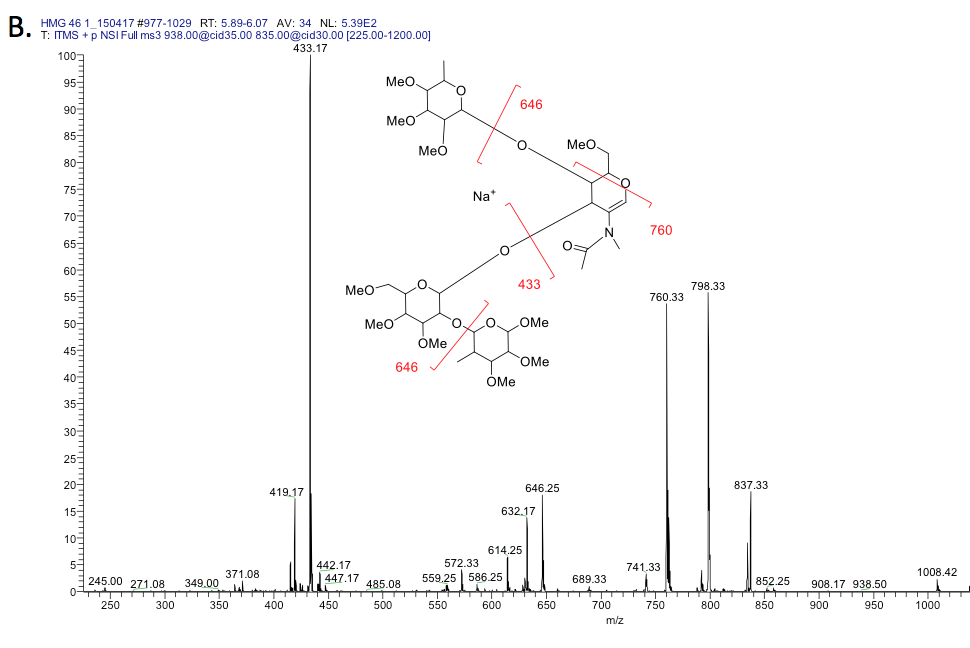 B.
HMG 46 1_150417 #977-1029 RT: 5.89-6.07 AV: 34 NL: 5.39E2
T: ITMS + p NSI Full ms3 938.00@cid35.00 835.00@cid30.00 [225.00-1200.00]
433.17
100
95
90
85
80
75
70
65
60
55
50
45
40
35
30
25
20
15
10
5
0
MeO
O
646
MeO
MeO
O
MeO
O
Na+
760
N
O
O
433
MeO
O
MeO
O
O
OMe
OMe
OMe
646
OMe
760.33
798.33
419.17
646.25
837.33
632.17
614.25
245.00
271.08
349.00
371.08
442.17
447.17
485.08
559.25
572.33
586.25
689.33
741.33
852.25
908.17
938.50
1008.42
250
300
350
400
450
500
550
600
650
700
750
800
850
900
950
1000
m/z